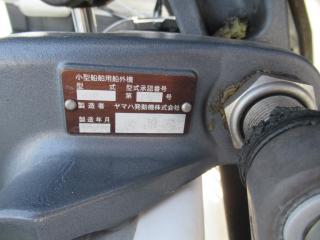 小型船舶用船外機
型 式 型式承認番号
第 号
製造者 ヤマハ発動機株式会社
製造年月